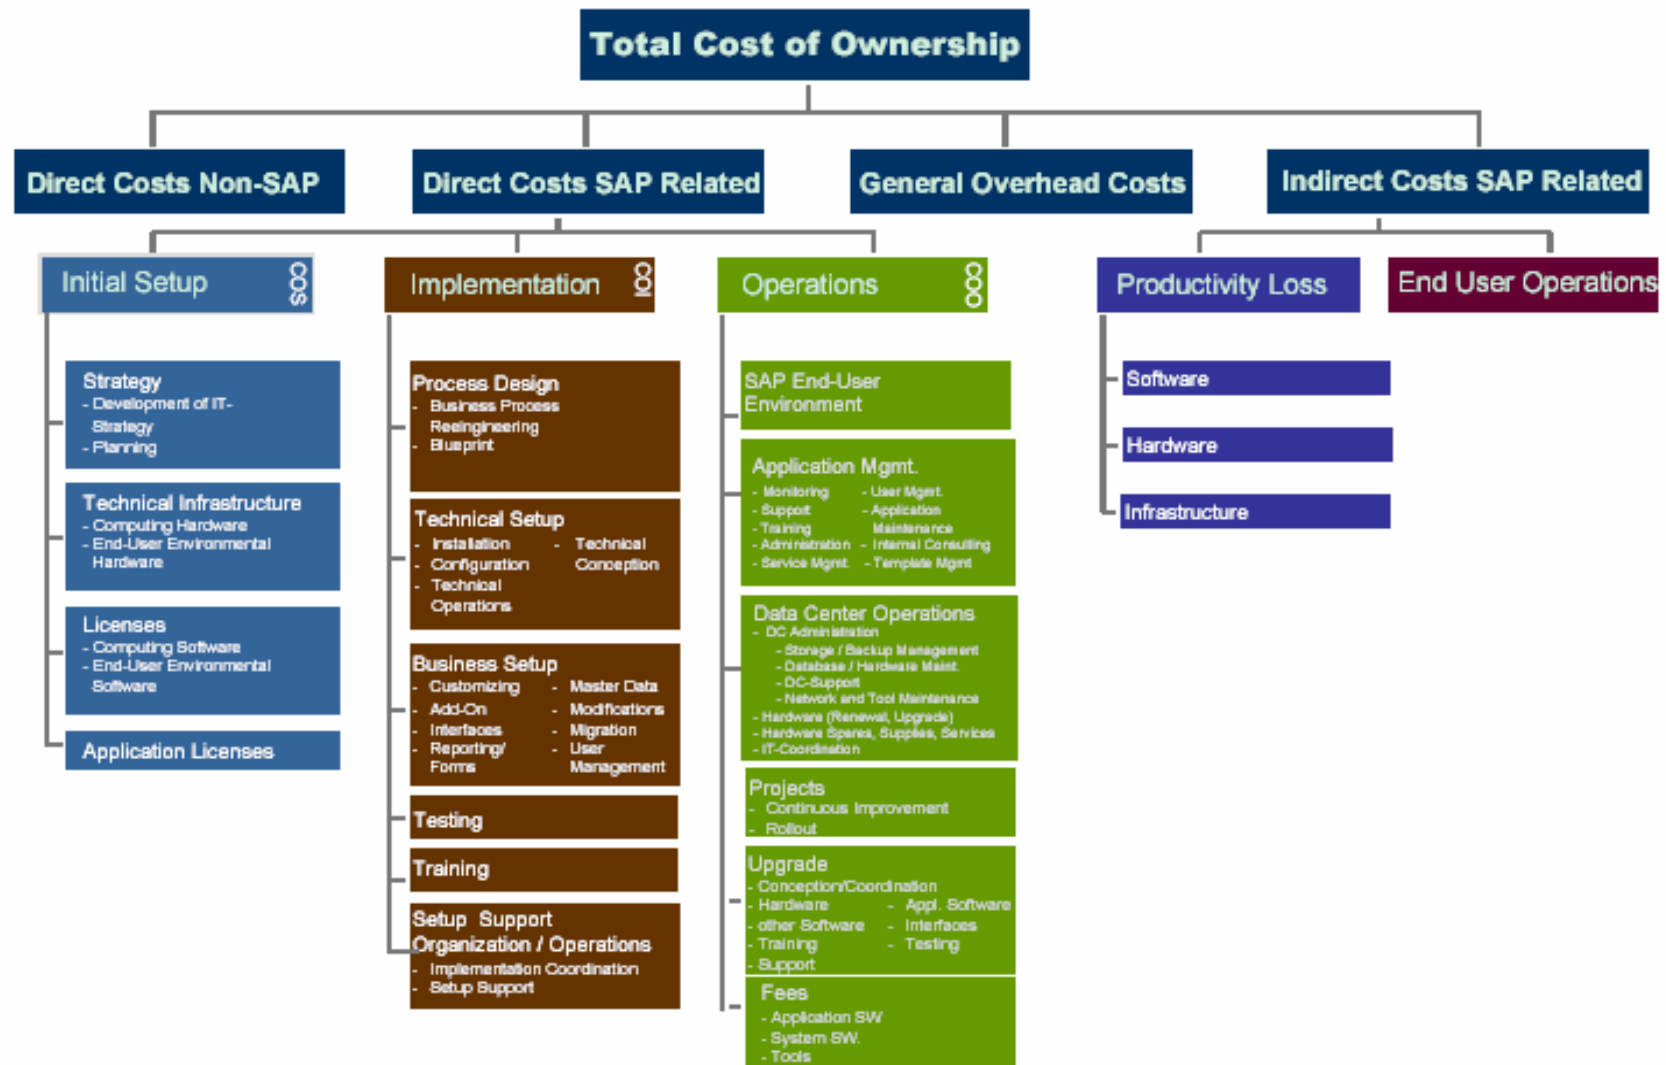 Total Cost of Ownership
Direct Costs Non-SAP
Direct Costs SAP Related
General Overhead Costs
Indirect Costs SAP Related
Initial Setup
COS
Strategy
- Development of IT-
Strategy
- Planning
Technical Infrastructure
- Computing Hardware
- End-User Environmental
Hardware
Licenses
- Computing Software
- End-User Environmental
Software
Application Licenses
Implementation
COI
Process Design
- Business Process
Reeingineering
- Blueprint
Technical Setup
- Installation
- Configuration
- Technical
Operations
- Technical
Conception
Business Setup
- Customizing
- Add-On
- Interfaces
- Reporting/
Forms
- Master Data
- Modifications
- Migration
- User
Management
Testing
Training
Setup Support
Organization / Operations
- Implementation Coordination
- Setup Support
Operations
COO
SAP End-User
Environment
Application Mgmt.
- Monitoring
- Support
- Training
- Administration
- Service Mgmt.
- User Mgmt.
- Application
Maintenance
- Internal Consulting
- Template Mgmt
Data Center Operations
- DC Administration
- Storage / Backup Management
- Database / Hardware Maint.
- DC-Support
- Network and Tool Maintenance
- Hardware (Renewal, Upgrade)
- Hardware Spares, Supplies, Services
- IT-Coordination
Projects
- Continuous Improvement
- Rollout
Upgrade
- Conception/Coordination
- Hardware
- other Software
- Training
- Support
- Appl. Software
- Interfaces
- Testing
Fees
- Application SW
- System SW.
- Tools
Productivity Loss
Software
Hardware
Infrastructure
End User Operations